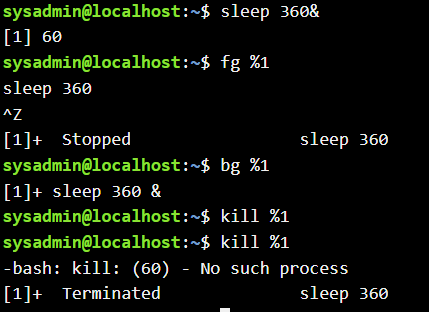 sysadmin@localhost:~$ sleep 360&
[1] 60
sysadmin@localhost:~$ fg %1
sleep 360
^Z
[1]+  Stopped                 sleep 360
sysadmin@localhost:~$ bg %1
[1]+ sleep 360 &
sysadmin@localhost:~$ kill %1
sysadmin@localhost:~$ kill %1
-bash: kill: (60) - No such process
[1]+  Terminated              sleep 360